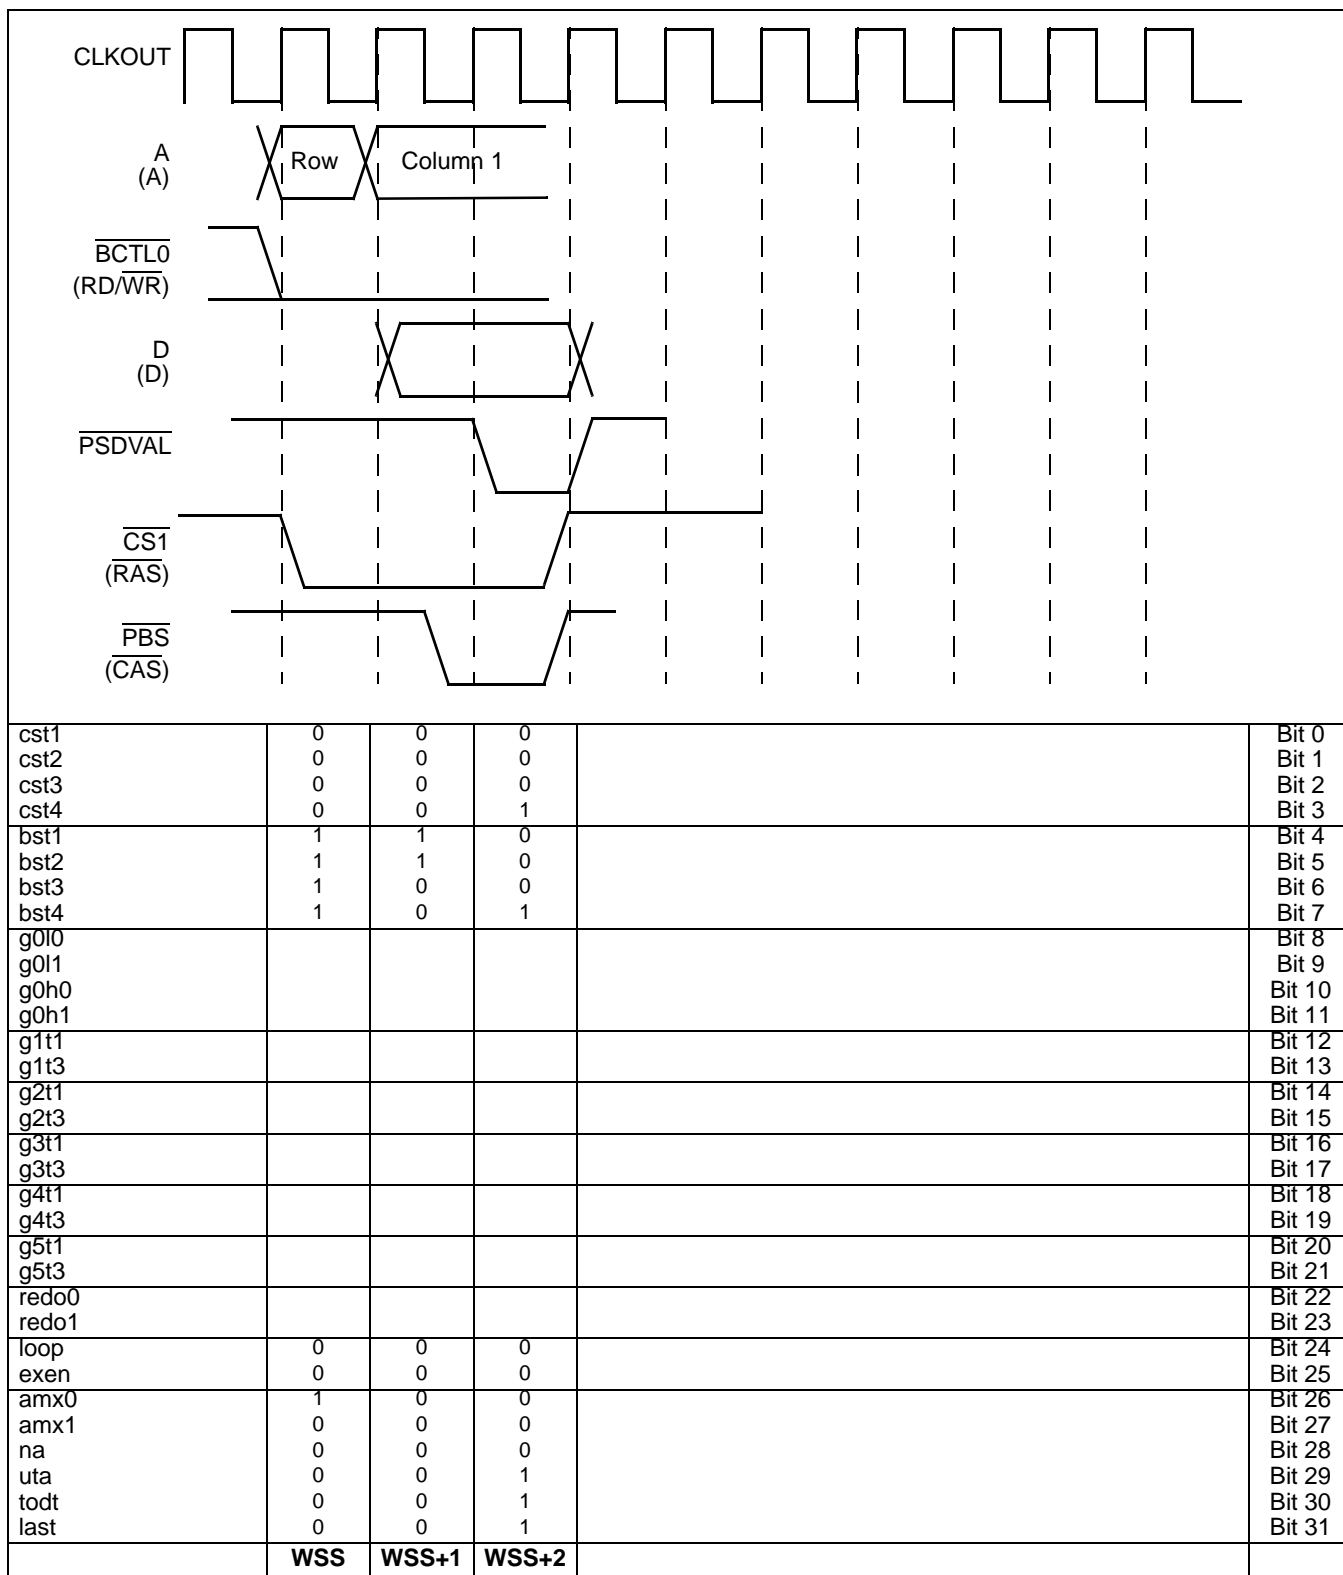 CLKOUT
A
(A)
Row
Column 1
BCTL0
(RD/WR)
D
(D)
PSDVAL
CS1
(RAS)
PBS
(CAS)
cst1 0 0 0 Bit 0
cst2 0 0 0 Bit 1
cst3 0 0 0 Bit 2
cst4 0 0 1 Bit 3
bst1 1 1 0 Bit 4
bst2 1 1 0 Bit 5
bst3 1 0 0 Bit 6
bst4 1 0 1 Bit 7
g0l0 Bit 8
g0l1 Bit 9
g0h0 Bit 10
g0h1 Bit 11
g1t1 Bit 12
g1t3 Bit 13
g2t1 Bit 14
g2t3 Bit 15
g3t1 Bit 16
g3t3 Bit 17
g4t1 Bit 18
g4t3 Bit 19
g5t1 Bit 20
g5t3 Bit 21
redo0 Bit 22
redo1 Bit 23
loop 0 0 0 Bit 24
exen 0 0 0 Bit 25
amx0 1 0 0 Bit 26
amx1 0 0 0 Bit 27
na 0 0 0 Bit 28
uta 0 0 1 Bit 29
todt 0 0 1 Bit 30
last 0 0 1 Bit 31
WSS WSS+1 WSS+2